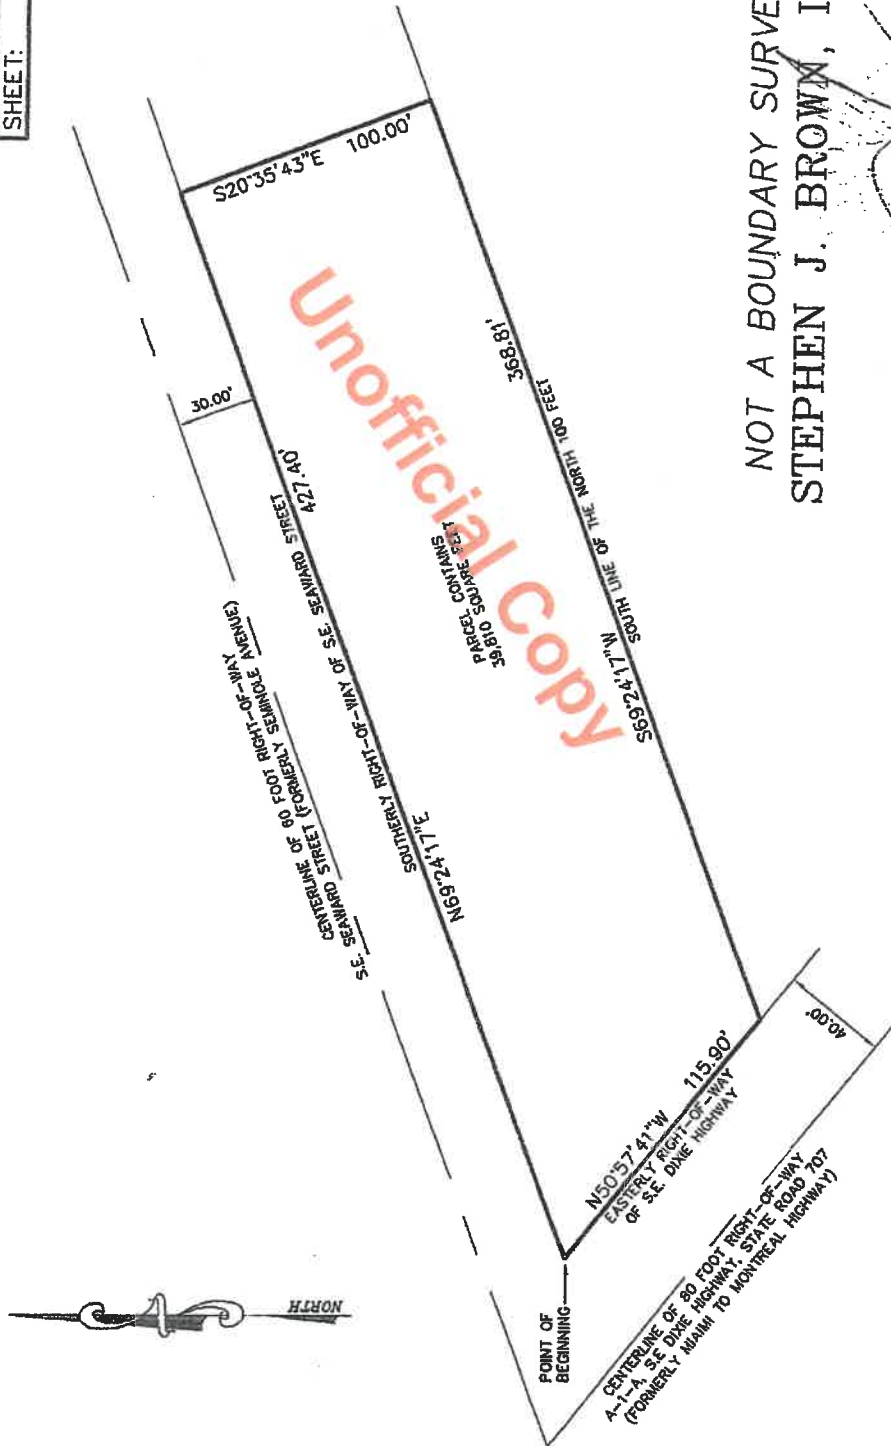 SHEET:
S20°35'43"E 100.00'
30.00'
427.40'
SOUTHERLY RIGHT-OF-WAY OF S.E. SEAWARD STREET
N69°24'17"E
CENTERLINE OF 60 FOOT RIGHT-OF-WAY
S.E. SEAWARD STREET (FORMERLY SEMINOLE AVENUE)
Unofficial Copy
PARCEL CONTAINS
39,810 SQUARE FEET
368.81'
SOUTH LINE OF THE NORTH 100 FEET
S69°24'17"W
NOT A BOUNDARY SURVE
STEPHEN J. BROWN, I
N50°57'41"W 115.90'
EASTERLY RIGHT-OF-WAY
OF S.E. DIXIE HIGHWAY
40.00'
POINT OF
BEGINNING
CENTERLINE OF 80 FOOT RIGHT-OF-WAY
A-1-A, S.E DIXIE HIGHWAY, STATE ROAD 707
(FORMERLY MIAIMI TO MONTREAL HIGHWAY)
NORTH